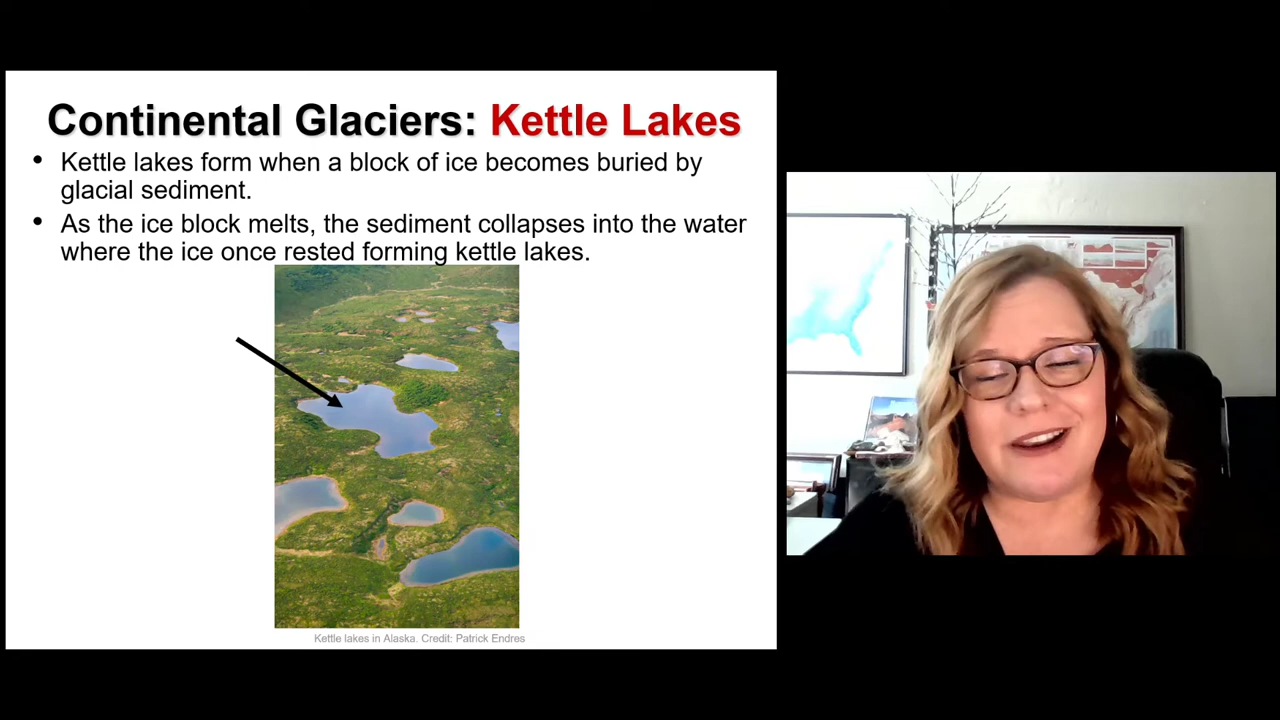 Continental Glaciers: Kettle Lakes
• Kettle lakes form when a block of ice becomes buried by
glacial sediment.
• As the ice block melts, the sediment collapses into the water
where the ice once rested forming kettle lakes.
Kettle lakes in Alaska. Credit: Patrick Endres